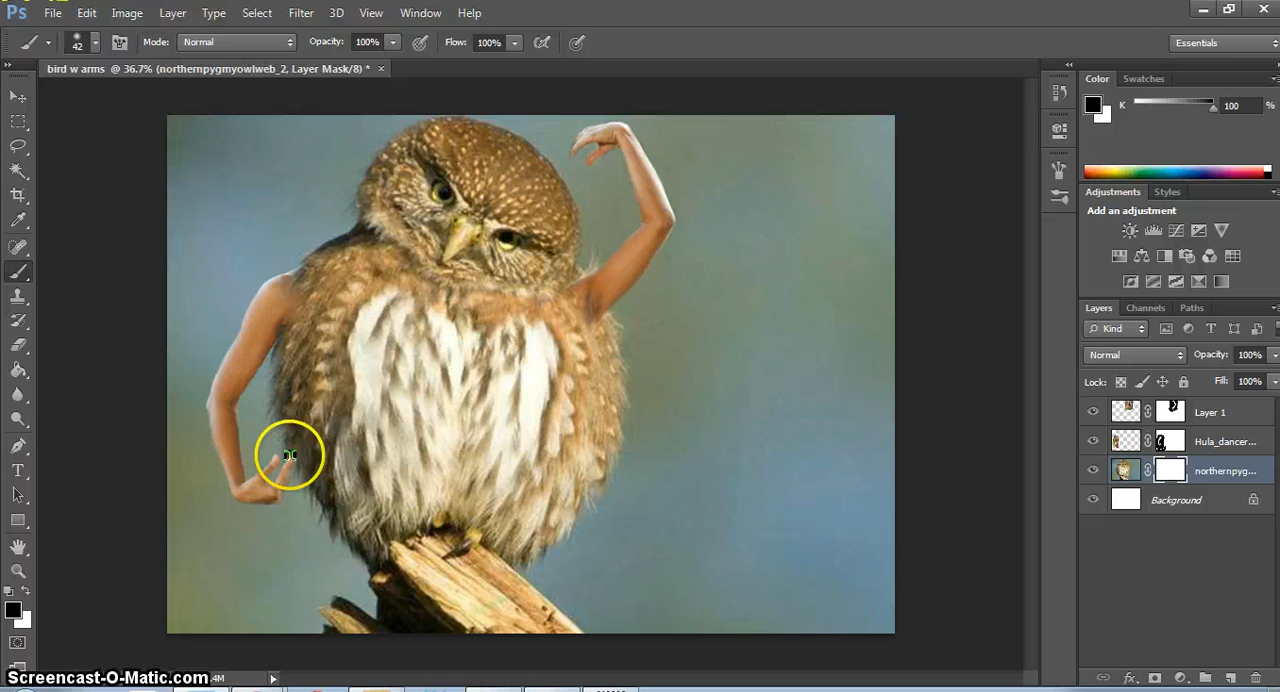 Ps File Edit Image Layer Type Select Filter 3D View Window Help
42 Mode: Normal Opacity: 100% Flow: 100% Essentials
bird w arms @ 36.7% (northernpygmyowlweb_2, Layer Mask/8) * ×
Color Swatches
K 100 %
Adjustments Styles
Add an adjustment
Layers Channels Paths
Kind
Normal Opacity: 100%
Lock: Fill: 100%
Layer 1
Hula_dancer...
northernpyg...
Background
Screencast-O-Matic.com .4M